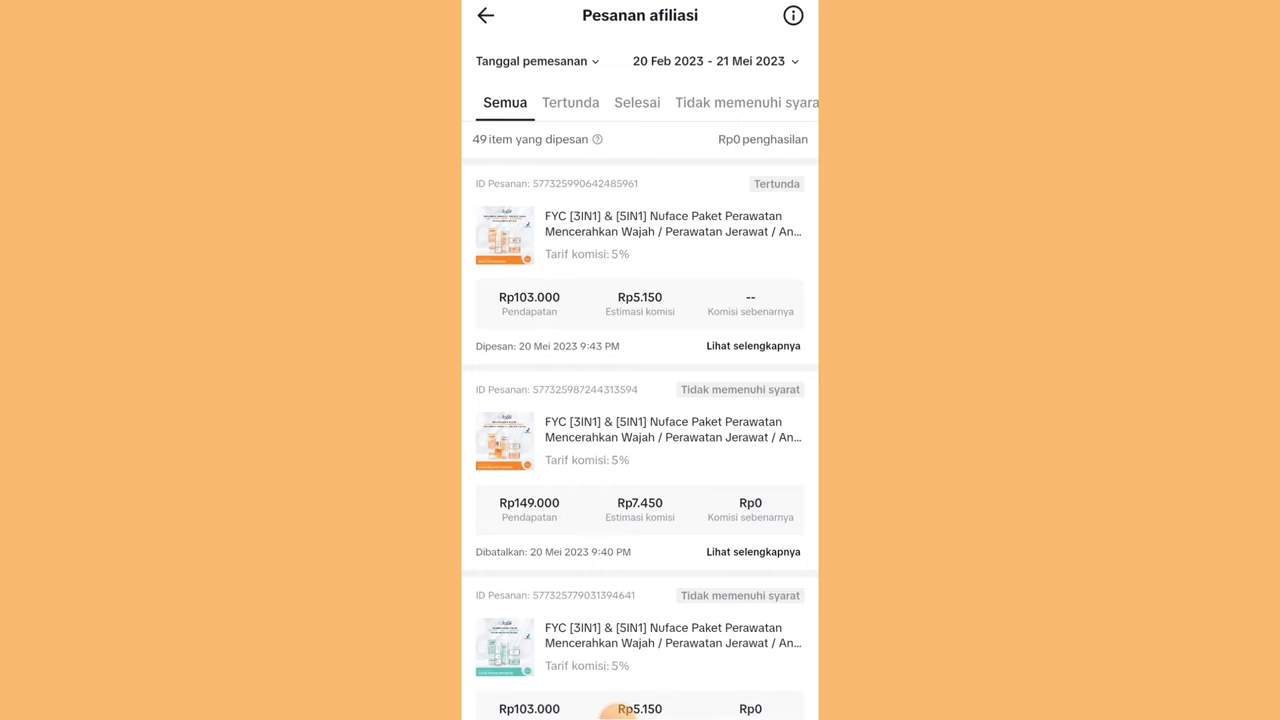 Pesanan afiliasi
Tanggal pemesanan
20 Feb 2023 - 21 Mei 2023
Semua Tertunda Selesai Tidak memenuhi syara
49 item yang dipesan
Rp0 penghasilan
ID Pesanan: 577325990642485961
Tertunda
FYC [3IN1] & [5IN1] Nuface Paket Perawatan
Mencerahkan Wajah / Perawatan Jerawat / An...
Tarif komisi: 5%
Rp103.000 Rp5.150 --
Pendapatan Estimasi komisi Komisi sebenarnya
Dipesan: 20 Mei 2023 9:43 PM
Lihat selengkapnya
ID Pesanan: 577325987244313594
Tidak memenuhi syarat
FYC [3IN1] & [5IN1] Nuface Paket Perawatan
Mencerahkan Wajah / Perawatan Jerawat / An...
Tarif komisi: 5%
Rp149.000 Rp7.450 Rp0
Pendapatan Estimasi komisi Komisi sebenarnya
Dibatalkan: 20 Mei 2023 9:40 PM
Lihat selengkapnya
ID Pesanan: 577325779031394641
Tidak memenuhi syarat
FYC [3IN1] & [5IN1] Nuface Paket Perawatan
Mencerahkan Wajah / Perawatan Jerawat / An...
Tarif komisi: 5%
Rp103.000 Rp5.150 Rp0